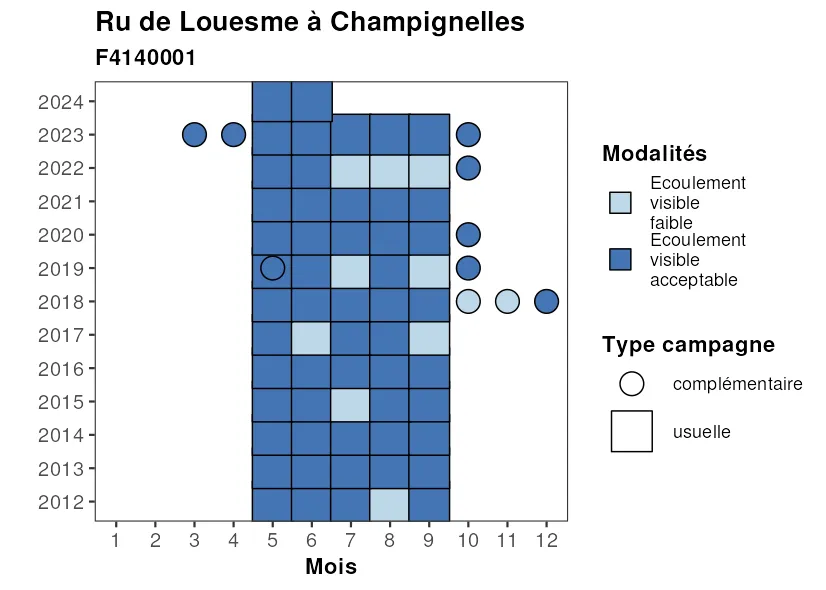 Ru de Louesme à Champignelles
F4140001
2024
2023
2022
2021
2020
2019
2018
2017
2016
2015
2014
2013
2012
1 2 3 4 5 6 7 8 9 10 11 12
Mois
Modalités
Ecoulement
visible
faible
Ecoulement
visible
acceptable
Type campagne
complémentaire
usuelle